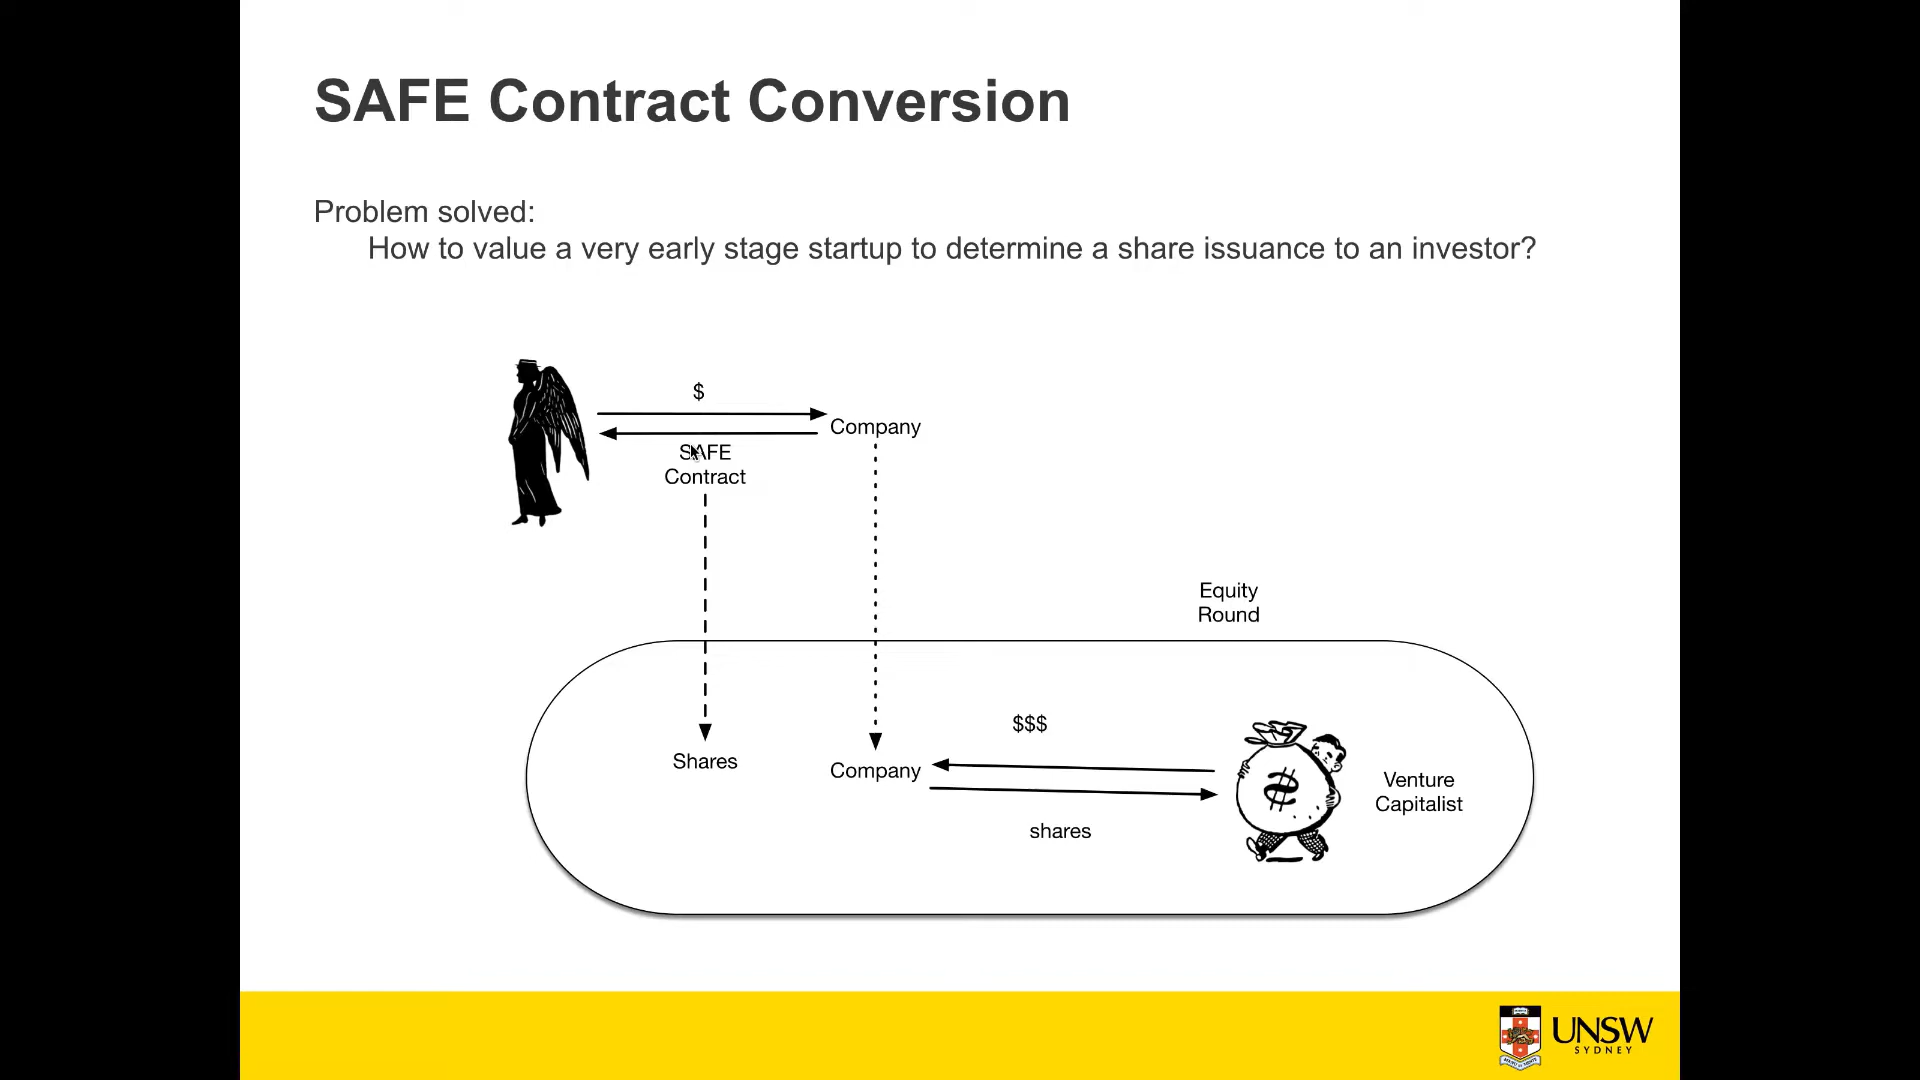 SAFE Contract Conversion
Problem solved:
How to value a very early stage startup to determine a share issuance to an investor?
$
Company
SAFE
Contract
Equity
Round
$$$
Shares
Company
Venture
Capitalist
shares
UNSW
SYDNEY